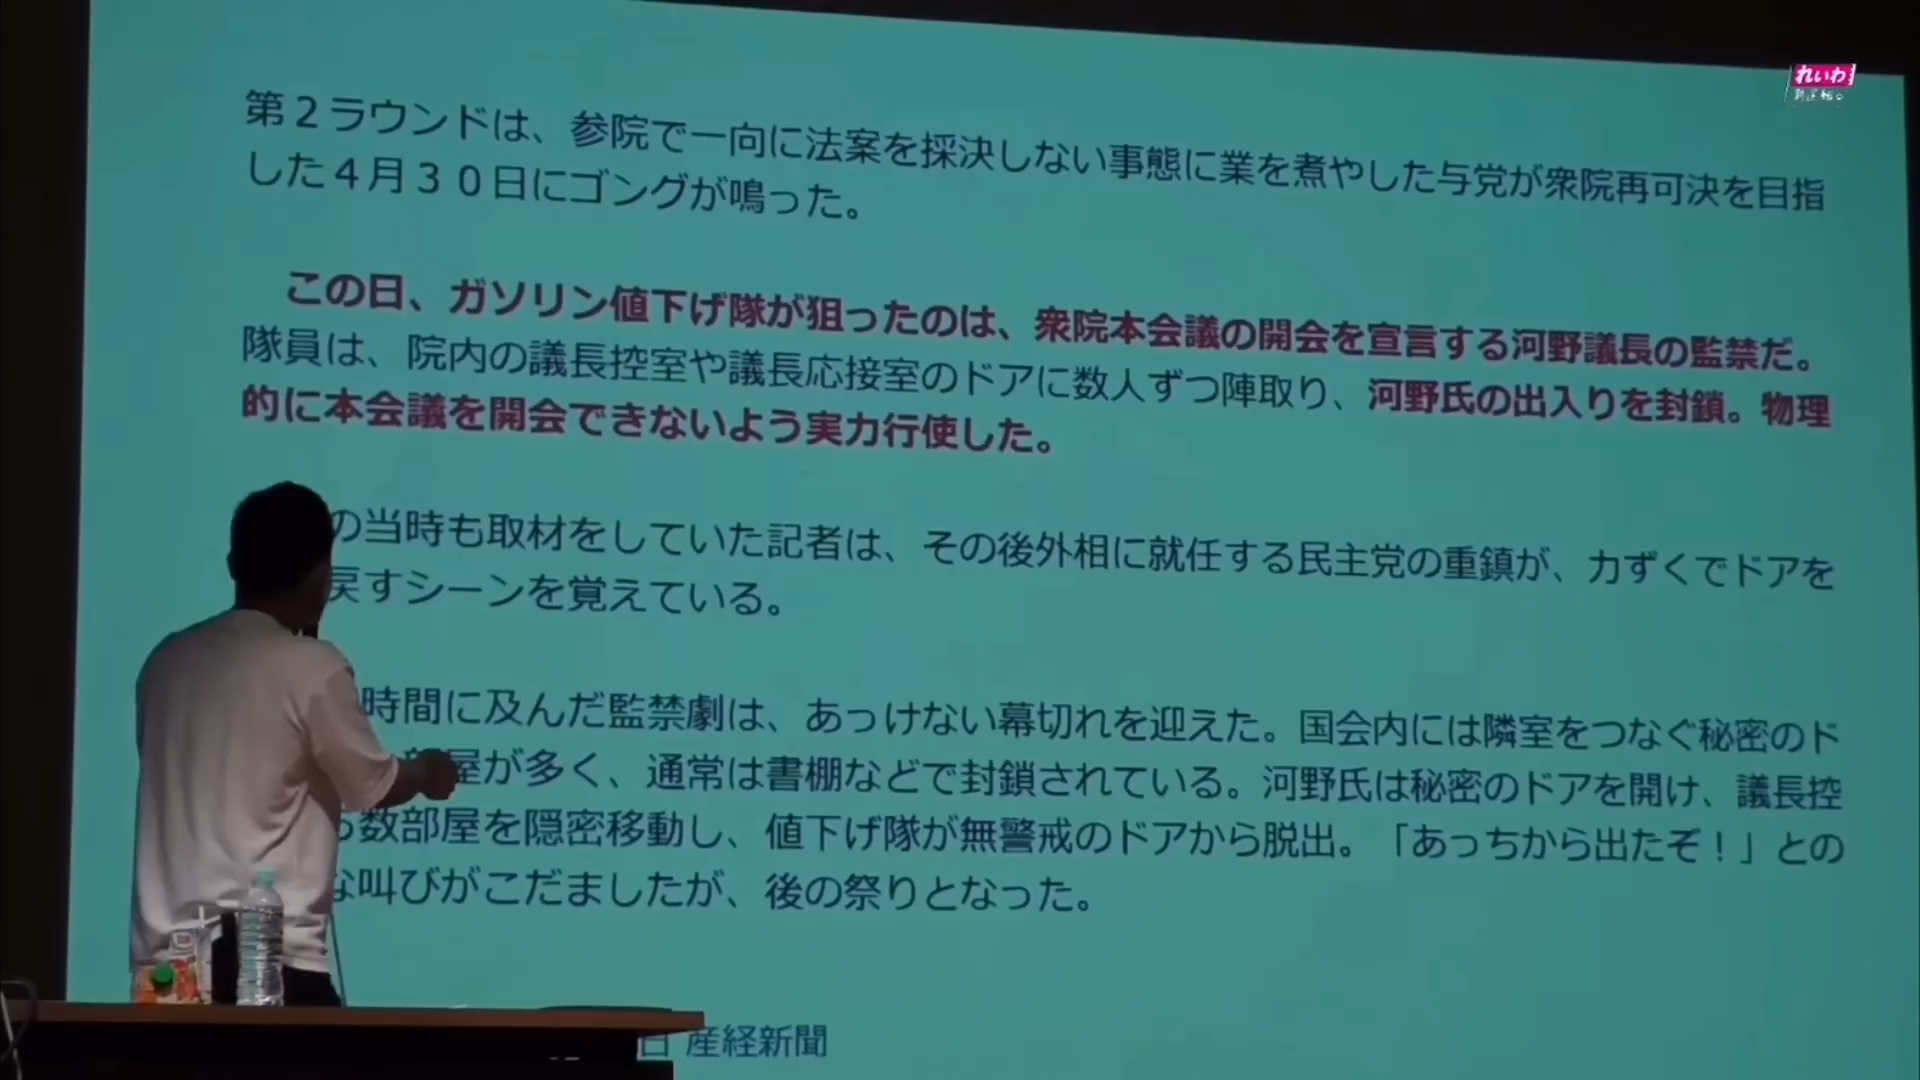 れいわ
新選組
第２ラウンドは、参院で一向に法案を採決しない事態に業を煮やした与党が衆院再可決を目指
した４月３０日にゴングが鳴った。
この日、ガソリン値下げ隊が狙ったのは、衆院本会議の開会を宣言する河野議長の監禁だ。
隊員は、院内の議長控室や議長応接室のドアに数人ずつ陣取り、河野氏の出入りを封鎖。物理
的に本会議を開会できないよう実力行使した。
の当時も取材をしていた記者は、その後外相に就任する民主党の重鎮が、力ずくでドアを
戻すシーンを覚えている。
時間に及んだ監禁劇は、あっけない幕切れを迎えた。国会内には隣室をつなぐ秘密のド
屋が多く、通常は書棚などで封鎖されている。河野氏は秘密のドアを開け、議長控
ら数部屋を隠密移動し、値下げ隊が無警戒のドアから脱出。「あっちから出たぞ！」との
な叫びがこだましたが、後の祭りとなった。
日 産経新聞